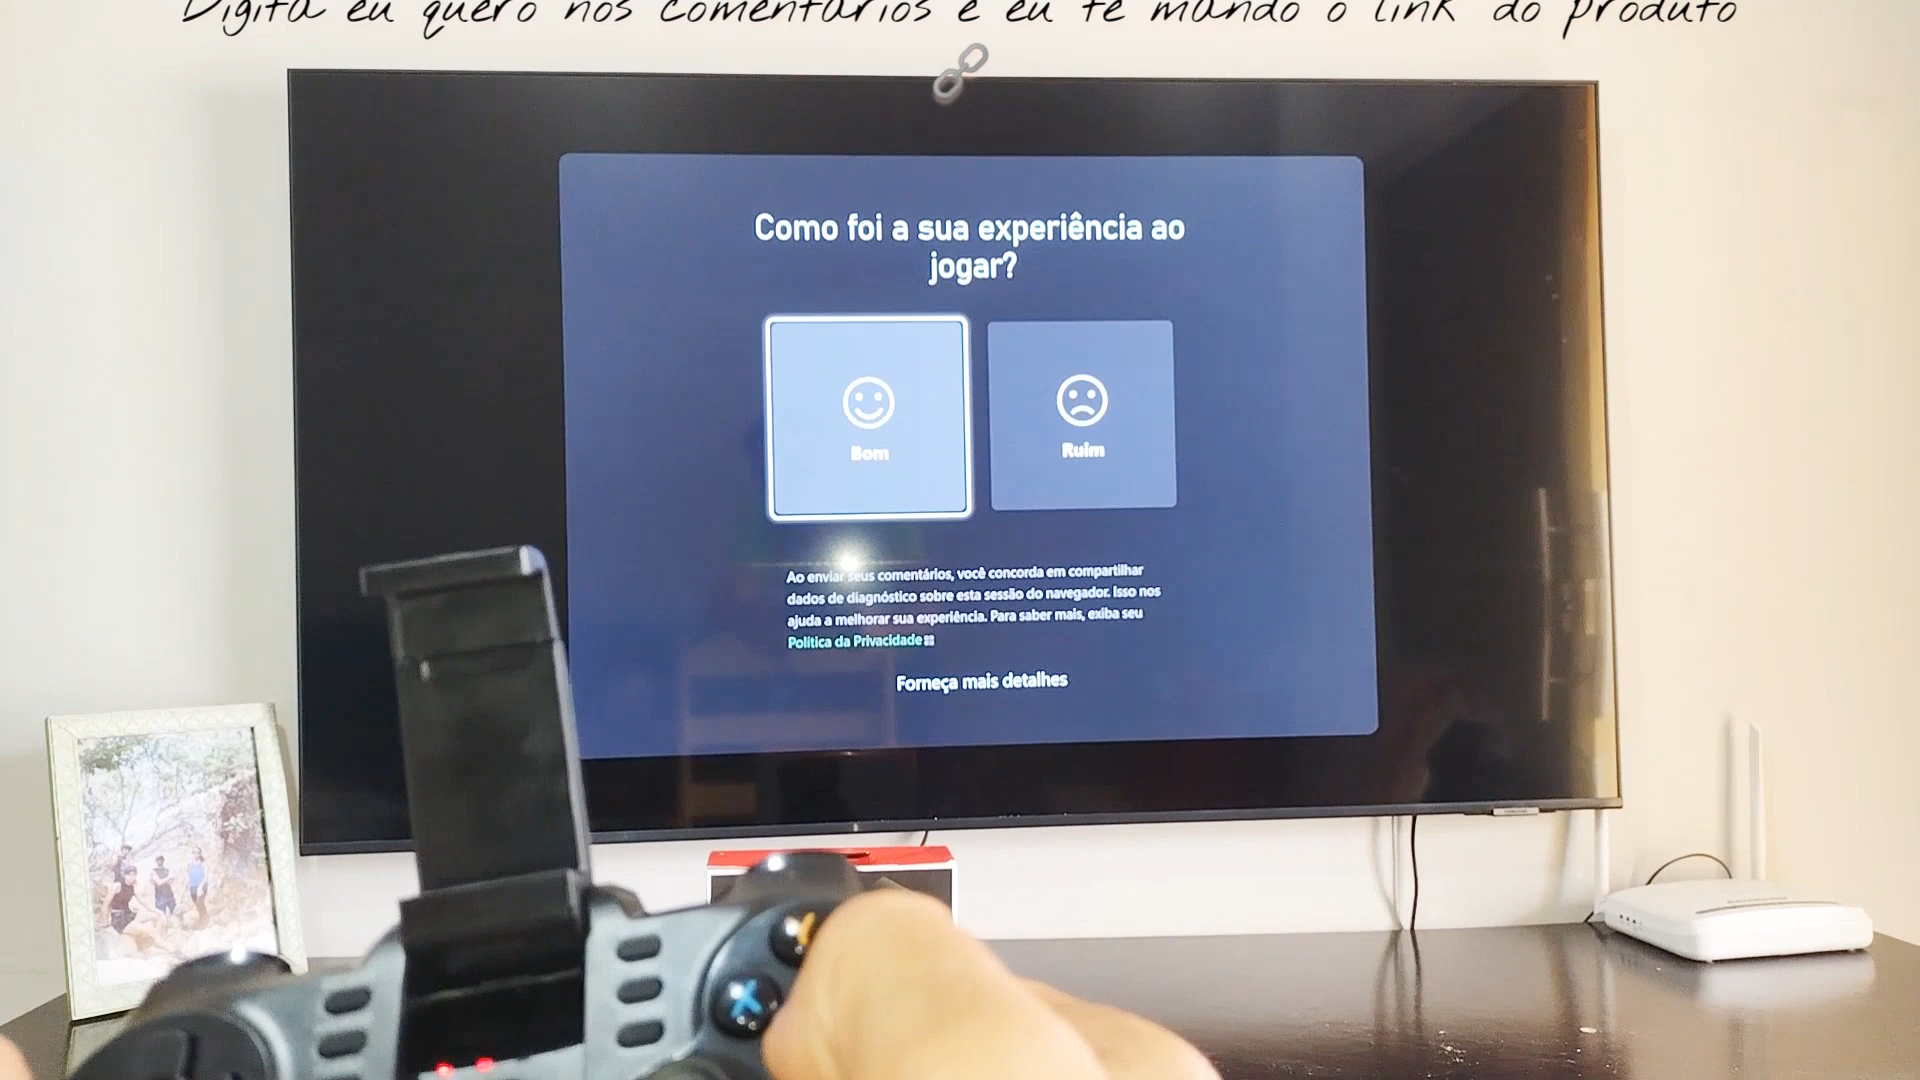 Digita eu quero nos comentários e eu te mando o link do produto
Como foi a sua experiência ao
jogar?
Bom
Ruim
Ao enviar seus comentários, você concorda em compartilhar
dados de diagnóstico sobre esta sessão do navegador. Isso nos
ajuda a melhorar sua experiência. Para saber mais, exiba seu
Política da Privacidade
Forneça mais detalhes
X